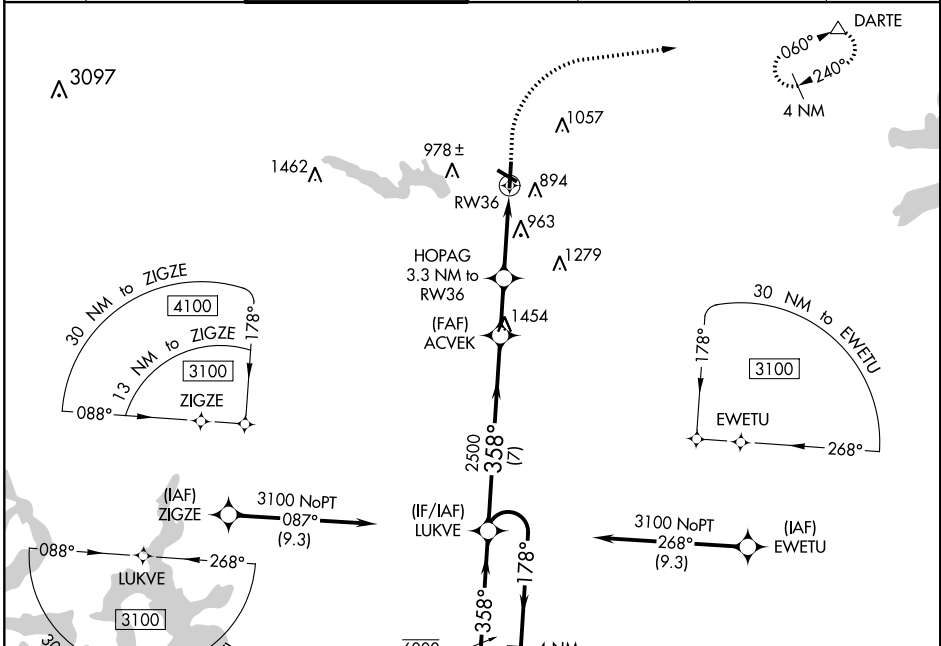 3097
DARTE
060°
240°
4 NM
1057
978 ±
1462
894
RW36
963
HOPAG
3.3 NM to
RW36
1279
(FAF)
ACVEK
1454
30 NM to ZIGZE
4100
178°
13 NM to ZIGZE
3100
ZIGZE
088°
30 NM to EWETU
178°
3100
EWETU
268°
2500
358°
(7)
(IAF)
ZIGZE
3100 NoPT
087°
(9.3)
(IF/IAF)
LUKVE
3100 NoPT
268°
(9.3)
(IAF)
EWETU
088°
268°
LUKVE
3100
30
358°
178°
4 NM